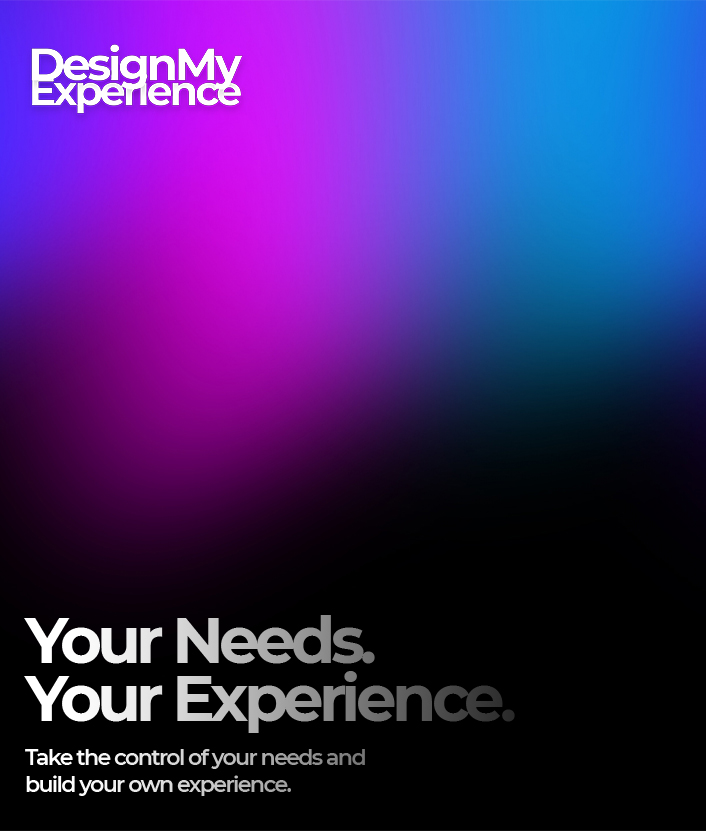 DesignMy
Experience
Your Needs.
Your Experience.
Take the control of your needs and
build your own experience.